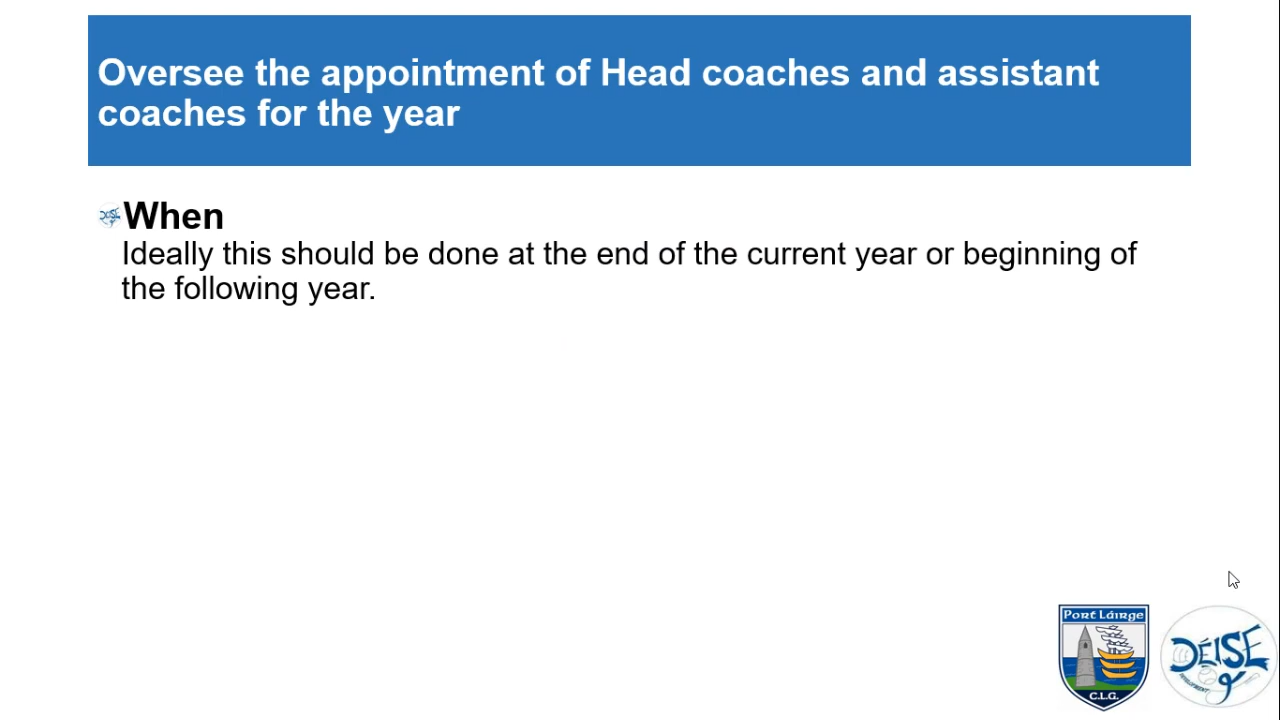 Oversee the appointment of Head coaches and assistant
coaches for the year
When
Ideally this should be done at the end of the current year or beginning of
the following year.
Port Láirge
C.L.G.
DÉISE
DEVELOPMENT